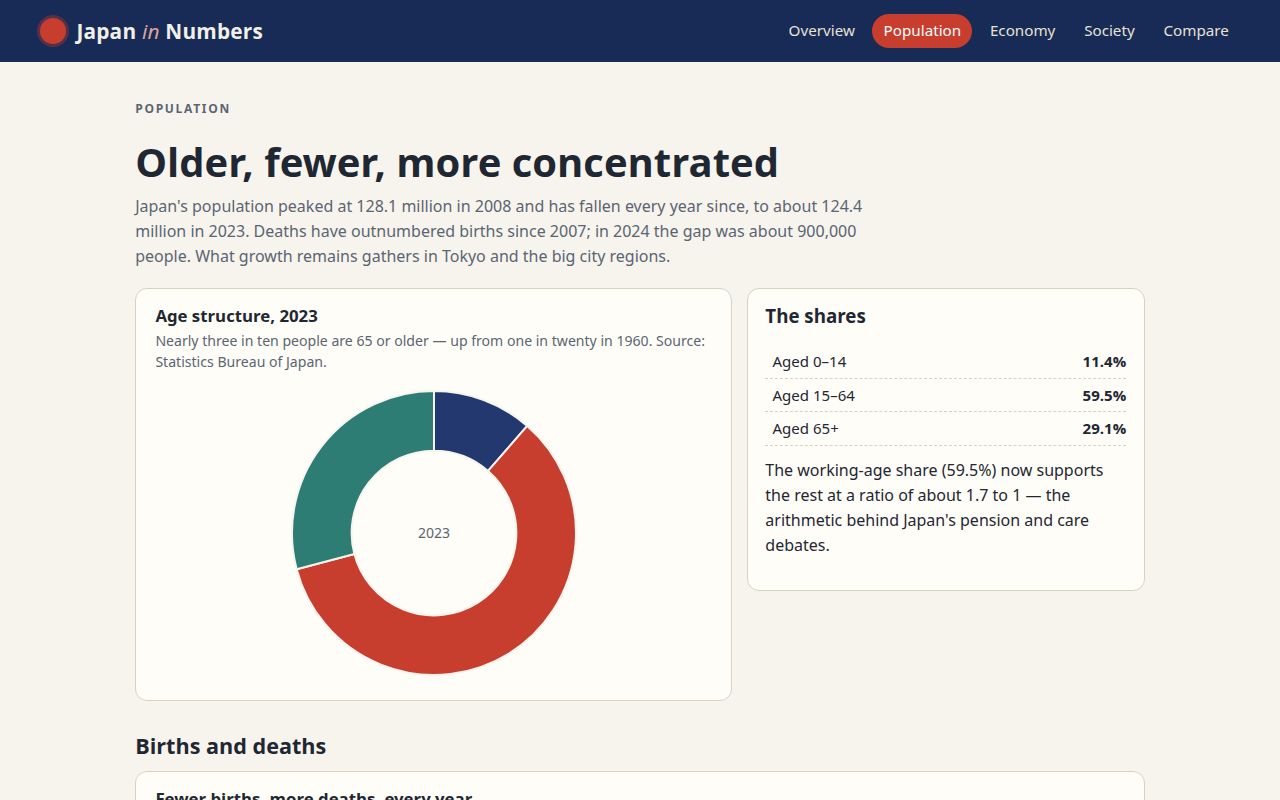 Japan in Numbers
Overview
Population
Economy
Society
Compare
POPULATION
Older, fewer, more concentrated
Japan's population peaked at 128.1 million in 2008 and has fallen every year since, to about 124.4
million in 2023. Deaths have outnumbered births since 2007; in 2024 the gap was about 900,000
people. What growth remains gathers in Tokyo and the big city regions.
Age structure, 2023
Nearly three in ten people are 65 or older — up from one in twenty in 1960. Source:
Statistics Bureau of Japan.
2023
The shares
Aged 0–14 11.4%
Aged 15–64 59.5%
Aged 65+ 29.1%
The working-age share (59.5%) now supports
the rest at a ratio of about 1.7 to 1 — the
arithmetic behind Japan's pension and care
debates.
Births and deaths
Fewer births, more deaths, every year